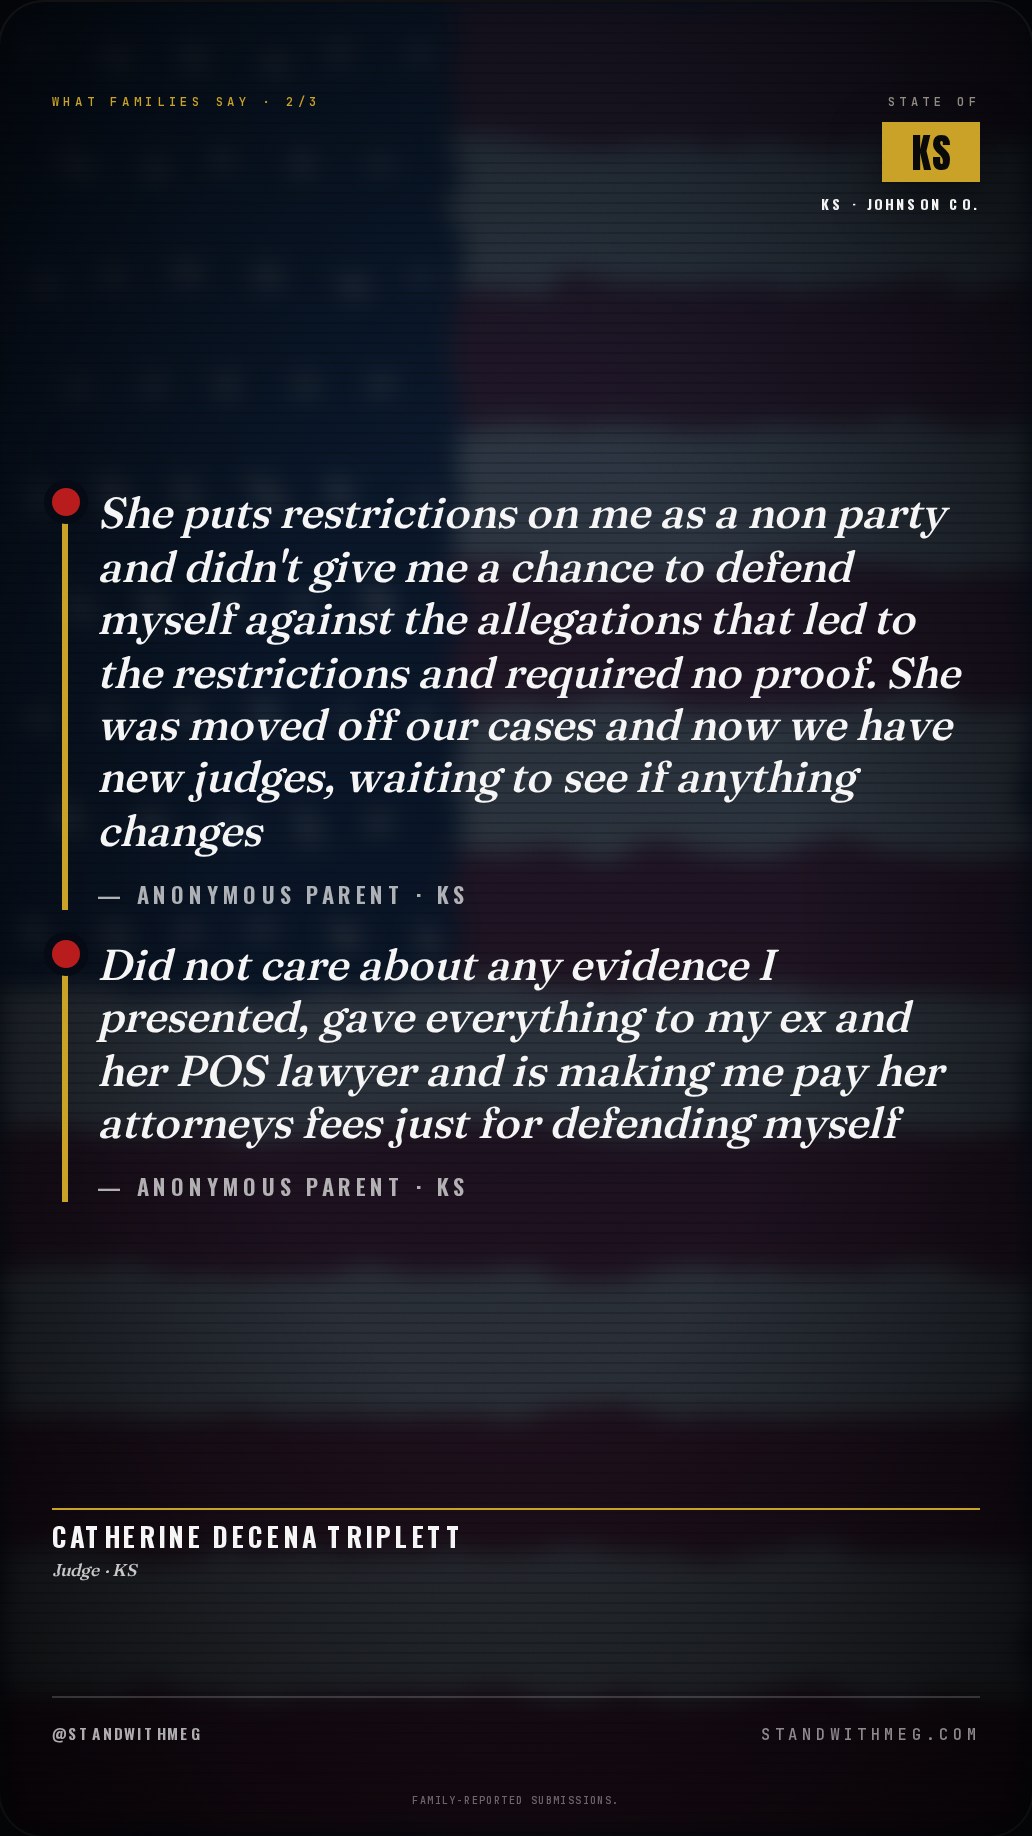 WHAT FAMILIES SAY · 2/3
STATE OF
KS
KS · JOHNSON CO.
She puts restrictions on me as a non party
and didn't give me a chance to defend
myself against the allegations that led to
the restrictions and required no proof. She
was moved off our cases and now we have
new judges, waiting to see if anything
changes
— ANONYMOUS PARENT · KS
Did not care about any evidence I
presented, gave everything to my ex and
her POS lawyer and is making me pay her
attorneys fees just for defending myself
— ANONYMOUS PARENT · KS
CATHERINE DECENA TRIPLETT
Judge · KS
@STANDWITHMEG
STANDWITHMEG.COM
FAMILY-REPORTED SUBMISSIONS.